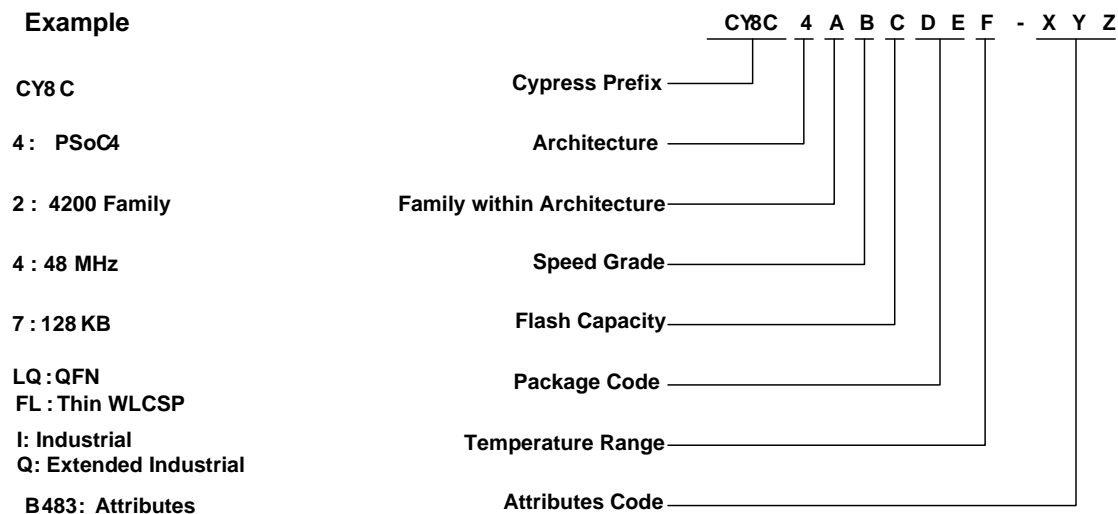 Example
CY8C 4 A B C D E F - X Y Z
CY8 C
Cypress Prefix
4 : PSoC4
Architecture
2 : 4200 Family
Family within Architecture
4 : 48 MHz
Speed Grade
7 : 128 KB
Flash Capacity
LQ : QFN
FL : Thin WLCSP
Package Code
I: Industrial
Q: Extended Industrial
Temperature Range
B483: Attributes
Attributes Code